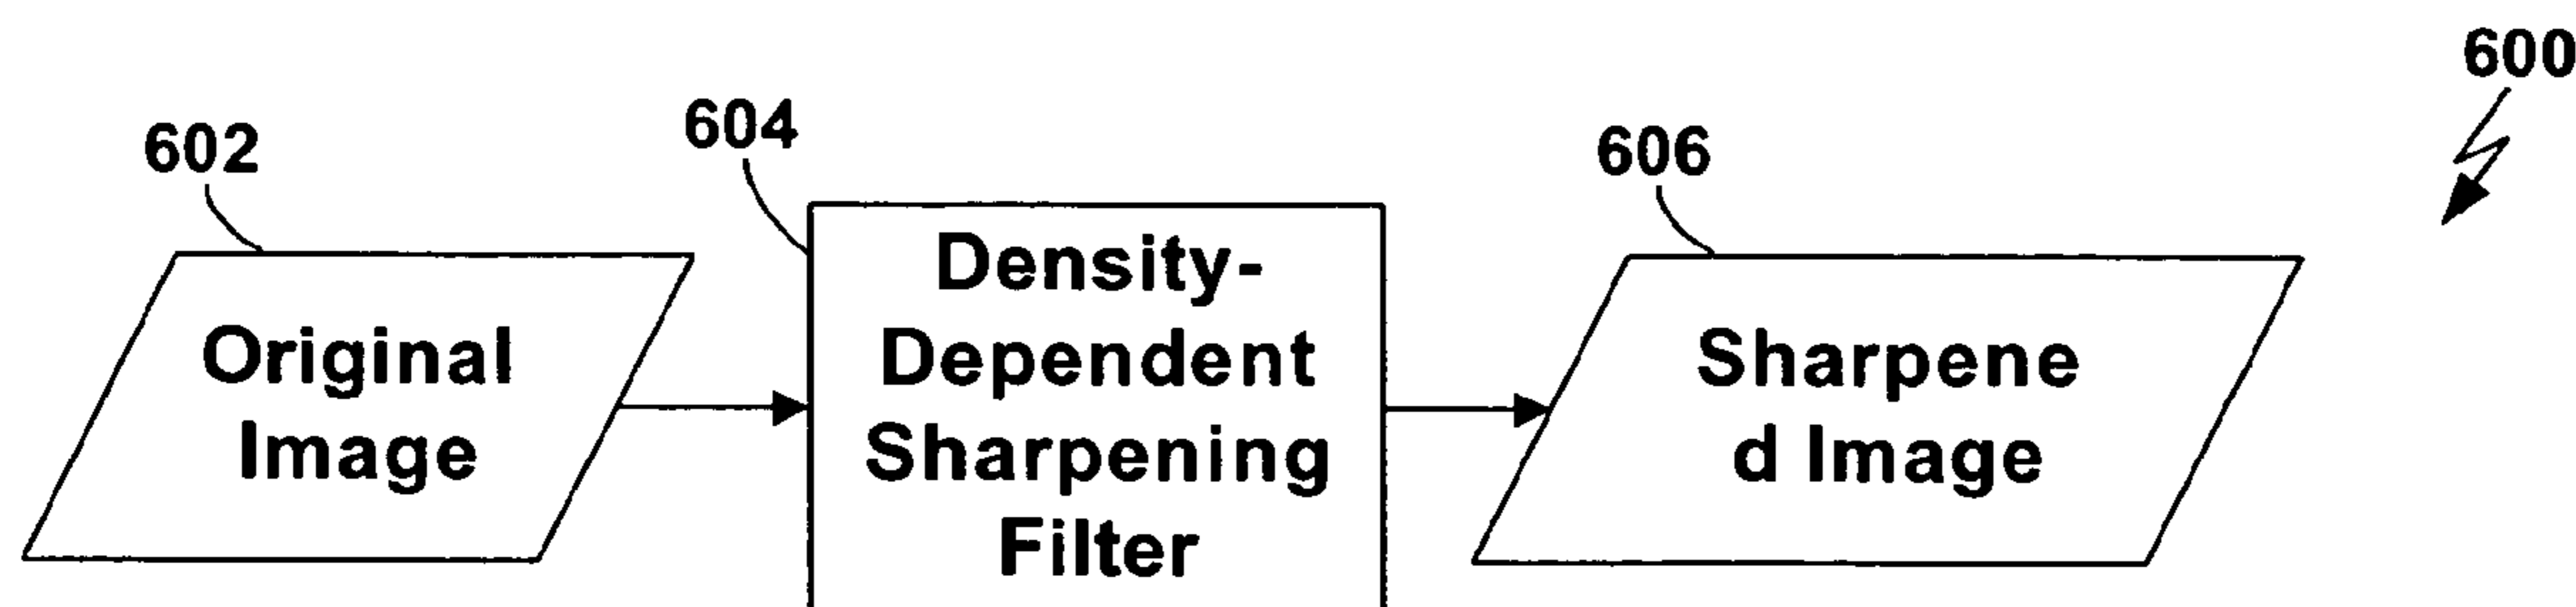 600
602
604
606
Original
Image
Density-
Dependent
Sharpening
Filter
Sharpene
d Image